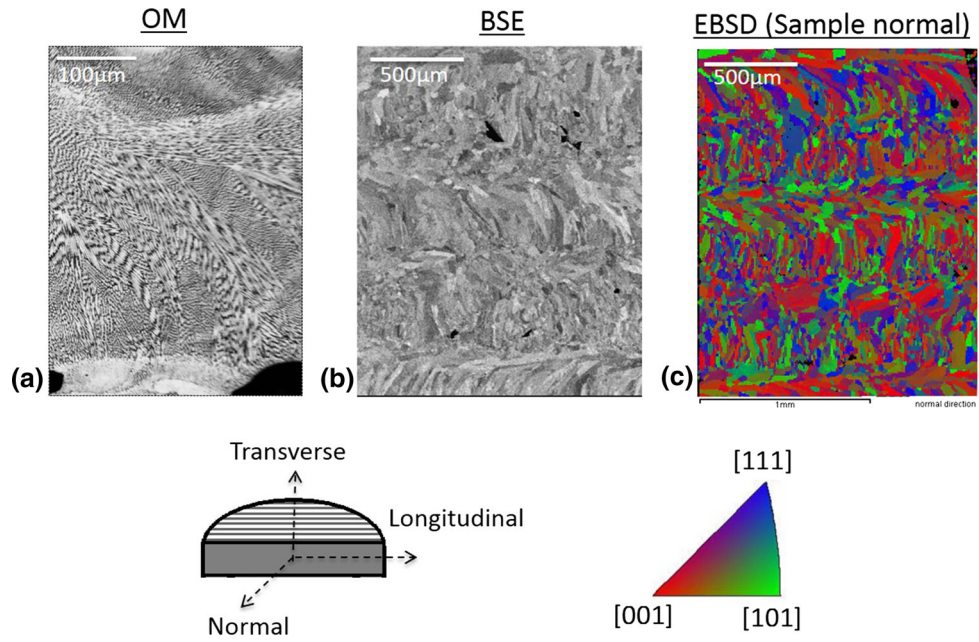 OM
BSE
EBSD (Sample normal)
100µm
500µm
500µm
(a)
(b)
(c)
1mm
normal direction
Transverse
Longitudinal
Normal
[111]
[001]
[101]